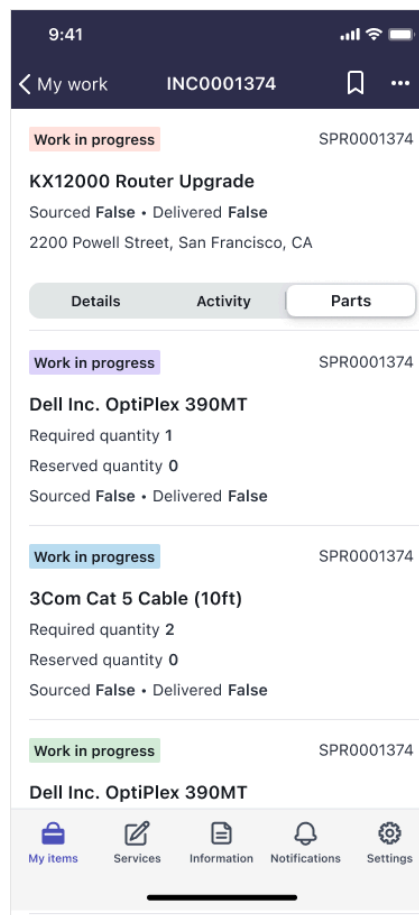 9:41
My work INC0001374
Work in progress SPR0001374
KX12000 Router Upgrade
Sourced False • Delivered False
2200 Powell Street, San Francisco, CA
Details Activity Parts
Work in progress SPR0001374
Dell Inc. OptiPlex 390MT
Required quantity 1
Reserved quantity 0
Sourced False • Delivered False
Work in progress SPR0001374
3Com Cat 5 Cable (10ft)
Required quantity 2
Reserved quantity 0
Sourced False • Delivered False
Work in progress SPR0001374
Dell Inc. OptiPlex 390MT
My items Services Information Notifications Settings